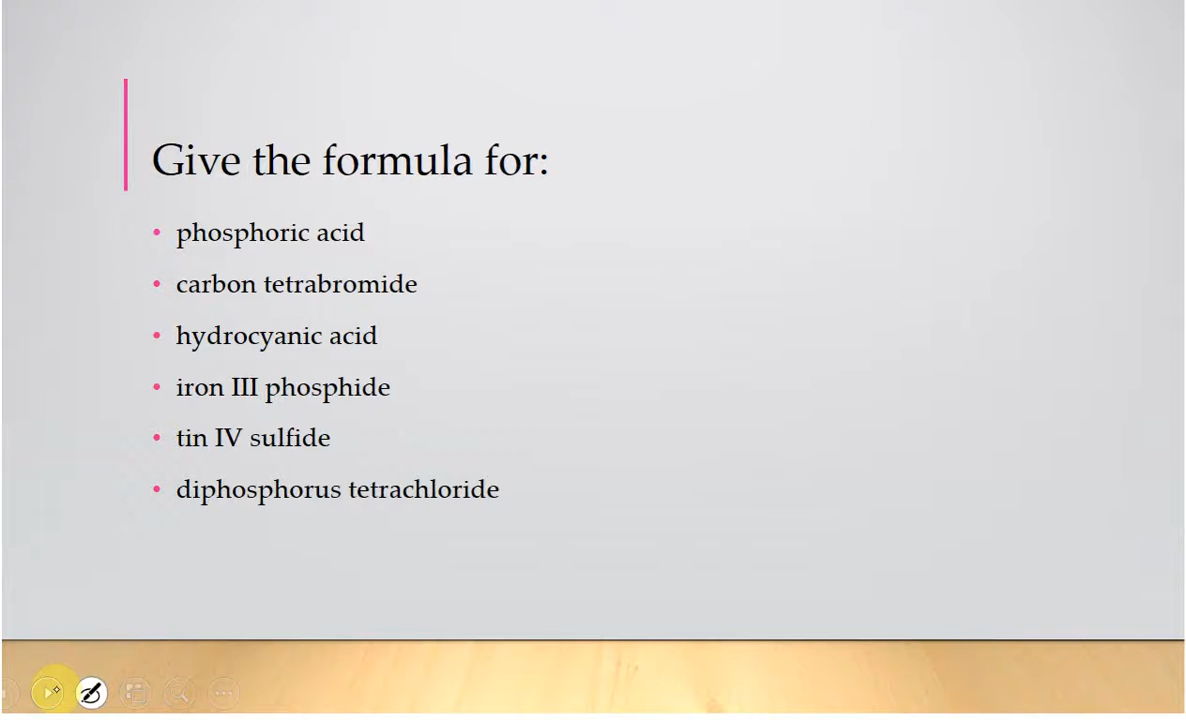 Give the formula for:
• phosphoric acid
• carbon tetrabromide
• hydrocyanic acid
• iron III phosphide
• tin IV sulfide
• diphosphorus tetrachloride